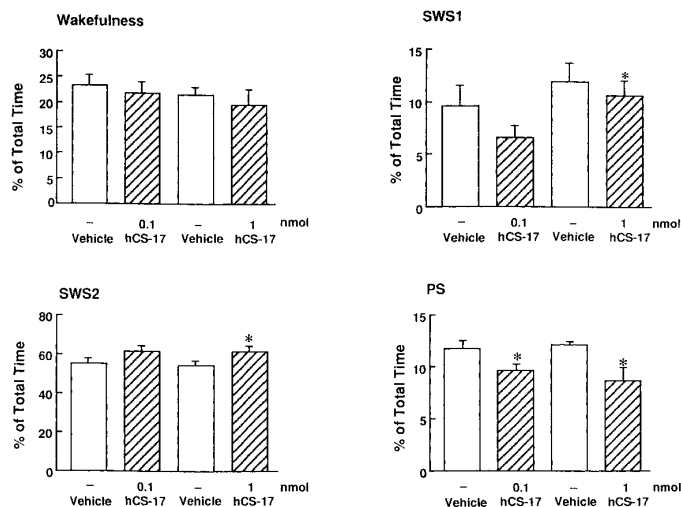 Wakefulness
% of Total Time
30
25
20
15
10
5
0
– 0.1 – 1 nmol
Vehicle hCS-17 Vehicle hCS-17
SWS1
% of Total Time
15
10
5
0
*
– 0.1 – 1 nmol
Vehicle hCS-17 Vehicle hCS-17
SWS2
% of Total Time
80
60
40
20
0
*
– 0.1 – 1 nmol
Vehicle hCS-17 Vehicle hCS-17
PS
% of Total Time
15
10
5
0
* *
– 0.1 – 1 nmol
Vehicle hCS-17 Vehicle hCS-17